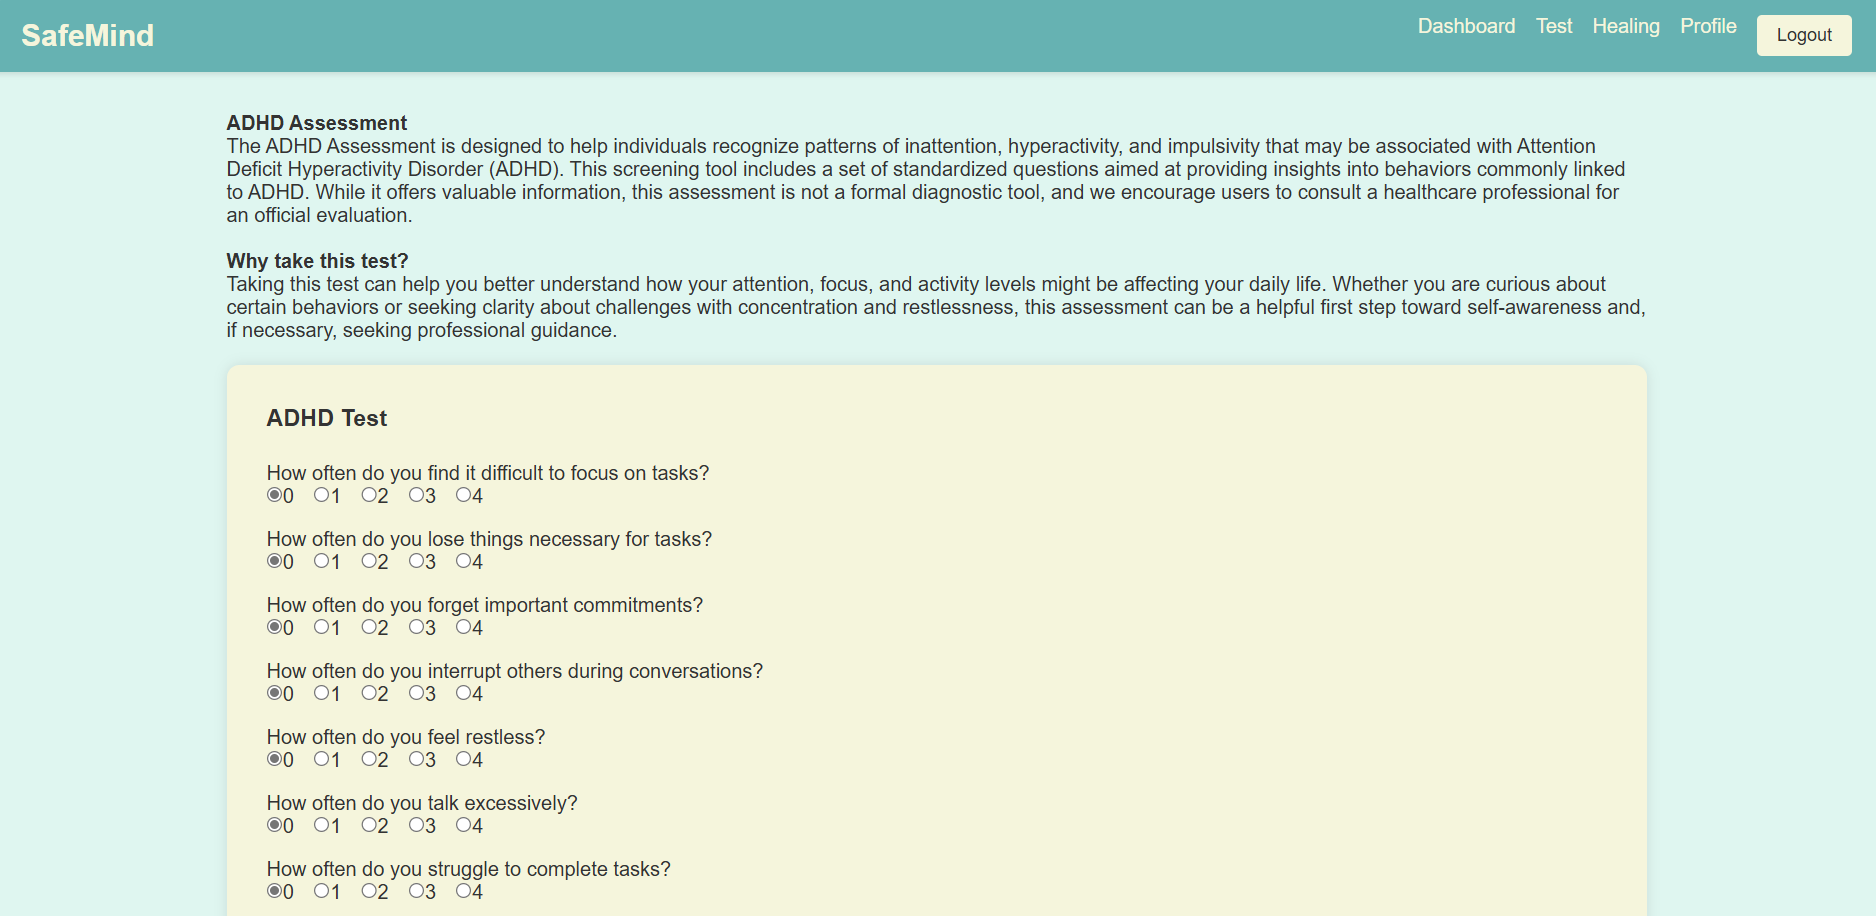 SafeMind
Dashboard Test Healing Profile Logout
ADHD Assessment
The ADHD Assessment is designed to help individuals recognize patterns of inattention, hyperactivity, and impulsivity that may be associated with Attention
Deficit Hyperactivity Disorder (ADHD). This screening tool includes a set of standardized questions aimed at providing insights into behaviors commonly linked
to ADHD. While it offers valuable information, this assessment is not a formal diagnostic tool, and we encourage users to consult a healthcare professional for
an official evaluation.
Why take this test?
Taking this test can help you better understand how your attention, focus, and activity levels might be affecting your daily life. Whether you are curious about
certain behaviors or seeking clarity about challenges with concentration and restlessness, this assessment can be a helpful first step toward self-awareness and,
if necessary, seeking professional guidance.
ADHD Test
How often do you find it difficult to focus on tasks?
0 1 2 3 4
How often do you lose things necessary for tasks?
0 1 2 3 4
How often do you forget important commitments?
0 1 2 3 4
How often do you interrupt others during conversations?
0 1 2 3 4
How often do you feel restless?
0 1 2 3 4
How often do you talk excessively?
0 1 2 3 4
How often do you struggle to complete tasks?
0 1 2 3 4